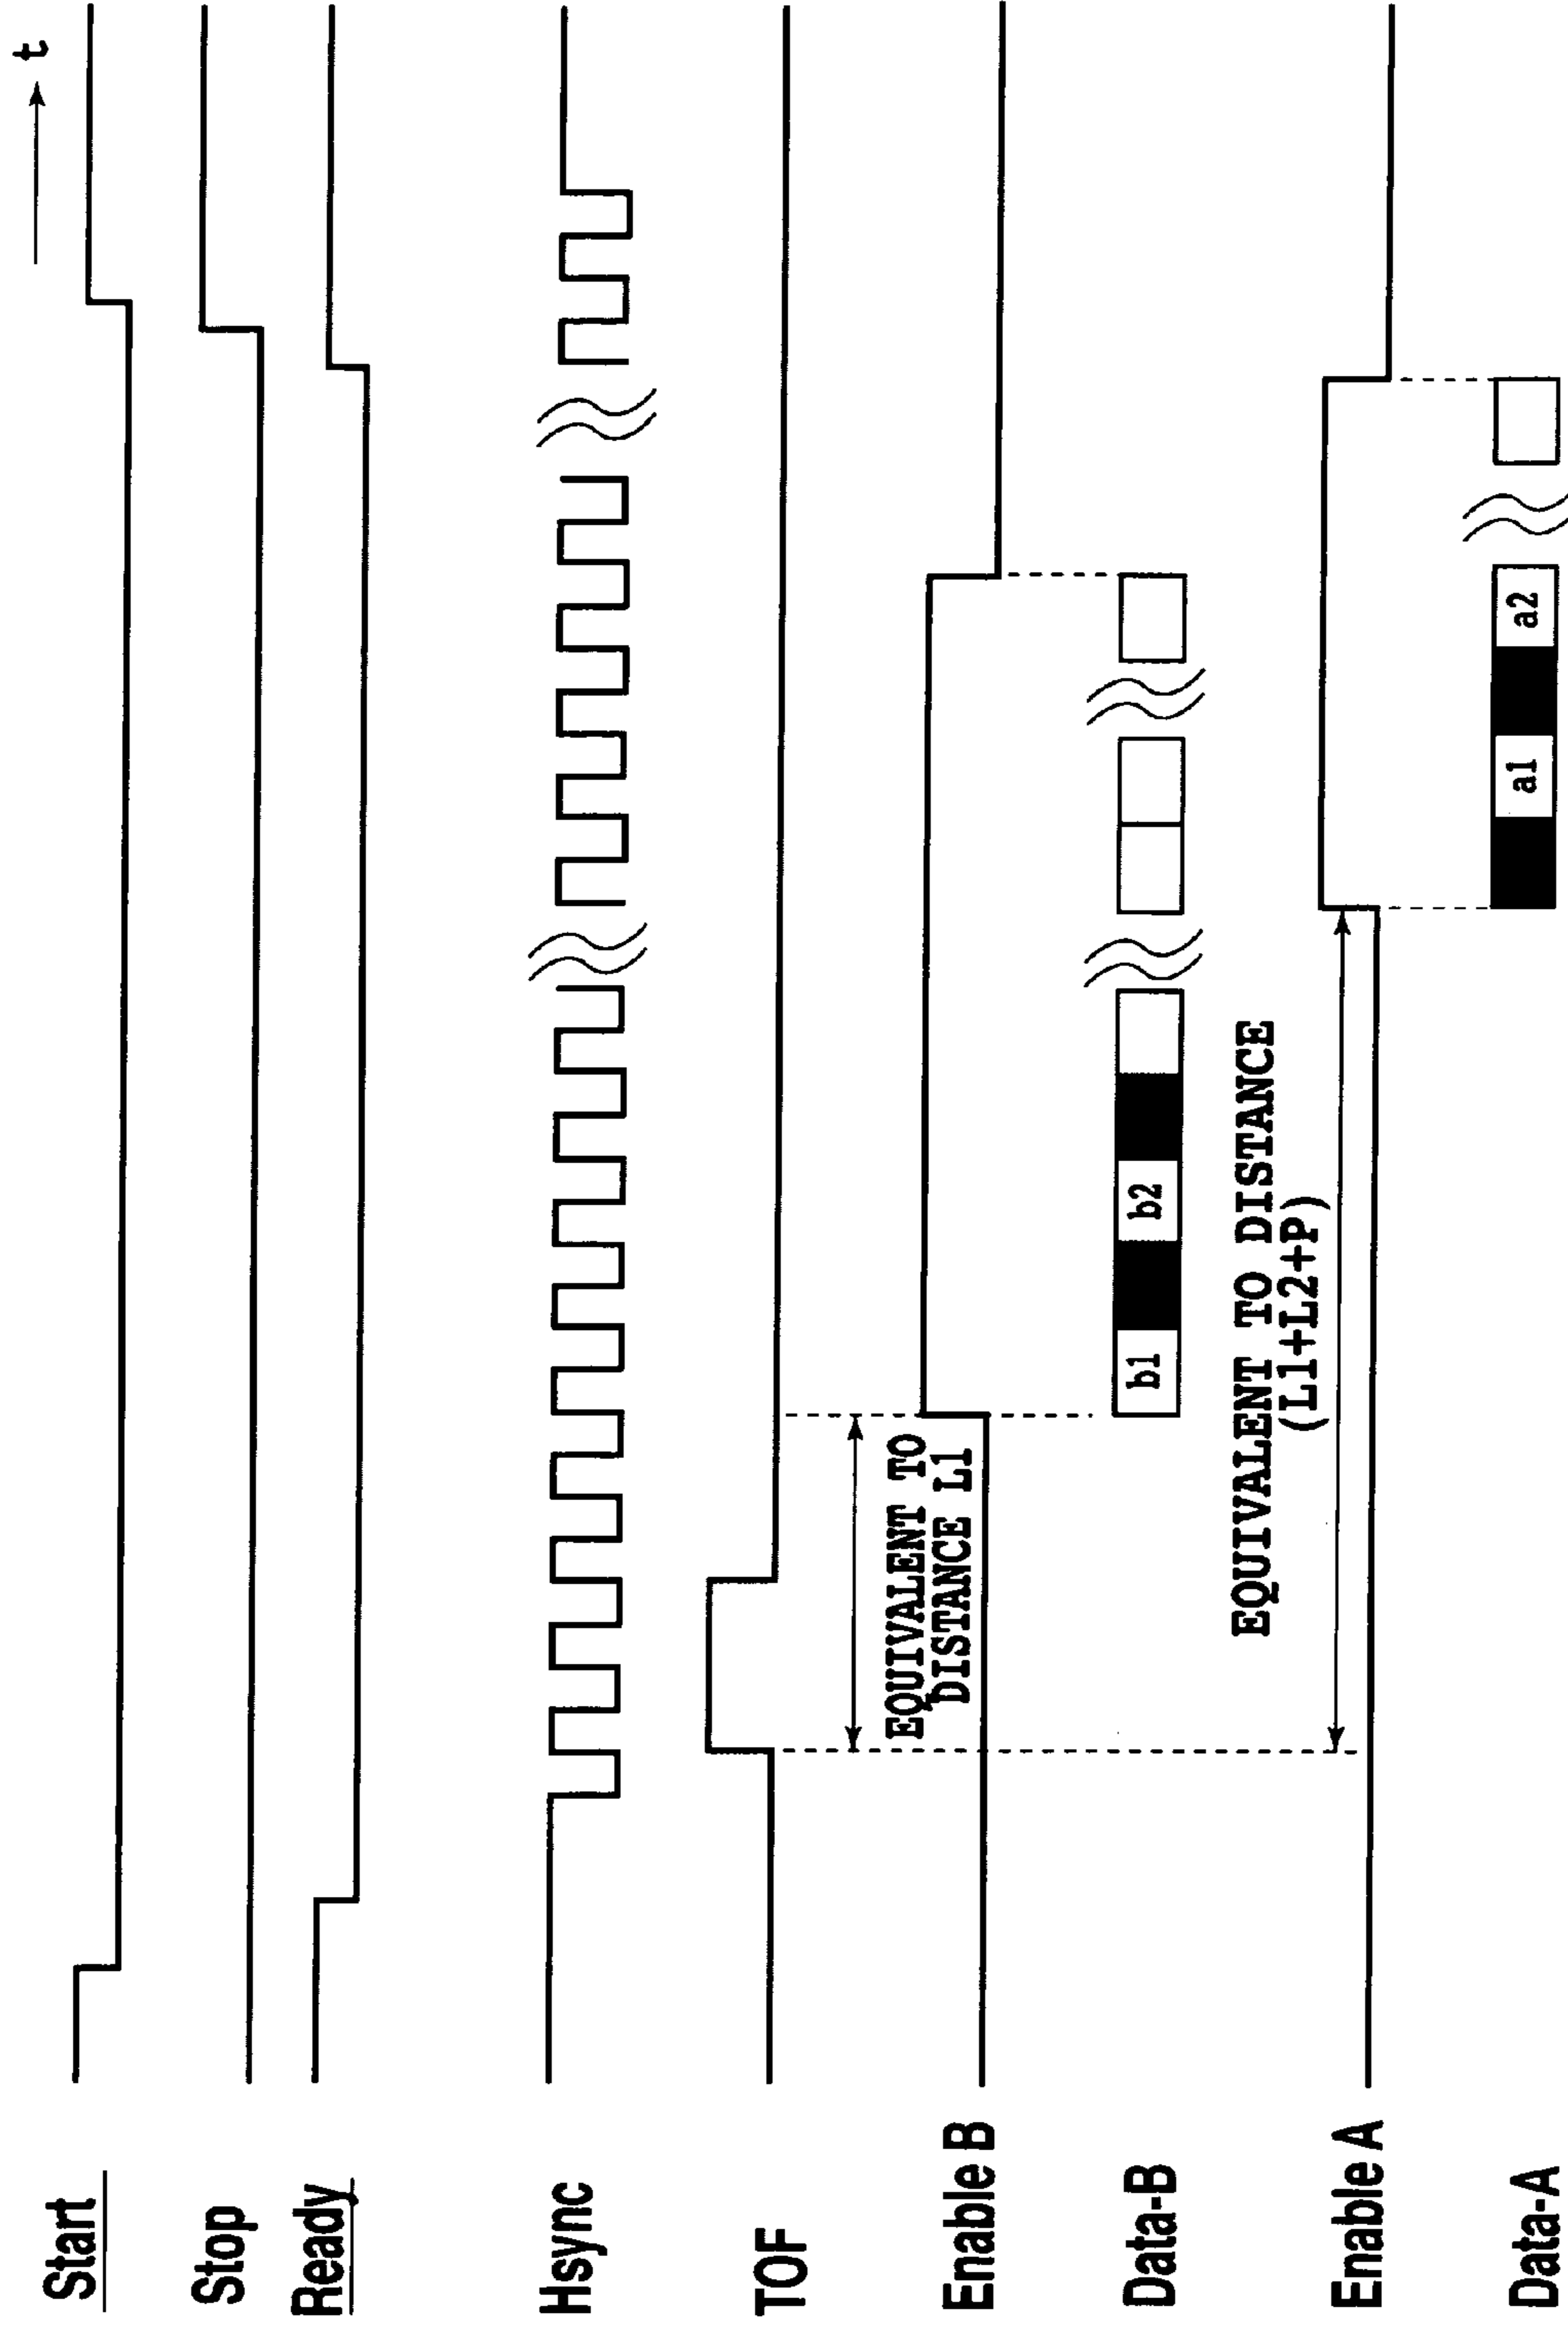 t
Start
Stop
Ready
Hsync
TOF
EQUIVALENT TO
DISTANCE L1
Enable B
Data-B
b1
b2
EQUIVALENT TO DISTANCE
(L1+L2+P)
Enable A
Data-A
a1
a2